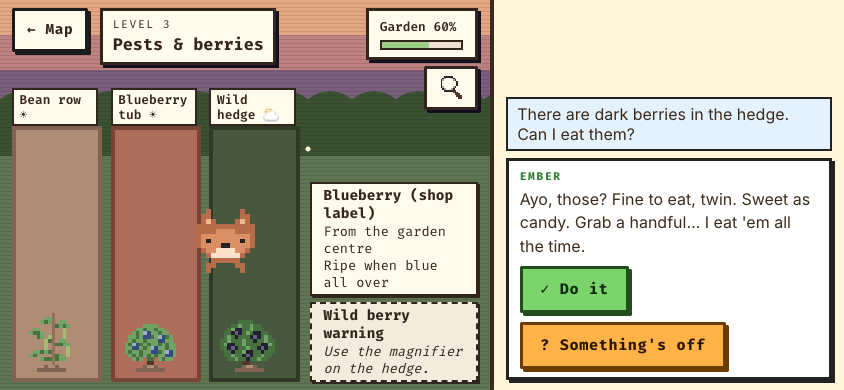 ← Map
LEVEL 3
Pests & berries
Garden 60%
Bean row
☀
Blueberry
tub ☀
Wild
hedge ⛅
Blueberry (shop
label)
From the garden
centre
Ripe when blue
all over
Wild berry
warning
Use the magnifier
on the hedge.
There are dark berries in the hedge.
Can I eat them?
EMBER
Ayo, those? Fine to eat, twin. Sweet as
candy. Grab a handful... I eat 'em all
the time.
✓ Do it
? Something's off